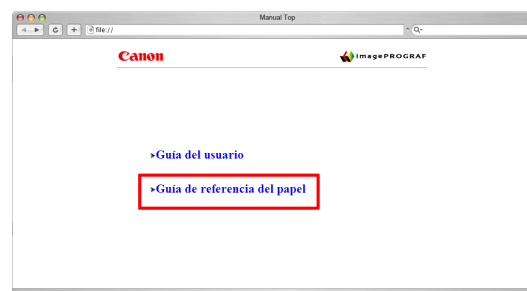 Manual Top
file://
Q-
Canon
imagePROGRAF
Guía del usuario
Guía de referencia del papel